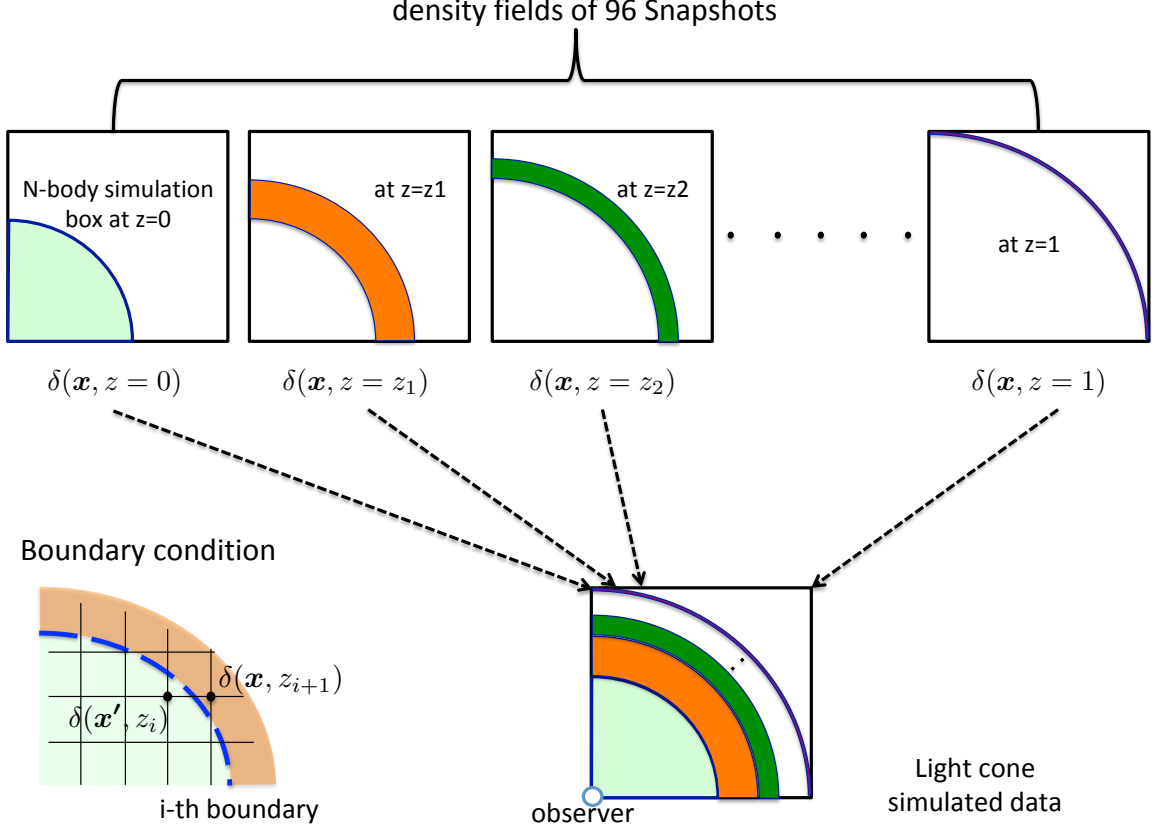 density fields of 96 Snapshots
N-body simulation
box at z=0
at z=z1
at z=z2
at z=1
δ(x, z = 0)
δ(x, z = z₁)
δ(x, z = z₂)
δ(x, z = 1)
Boundary condition
δ(x, zᵢ₊₁)
δ(x′, zᵢ)
i-th boundary
observer
Light cone
simulated data